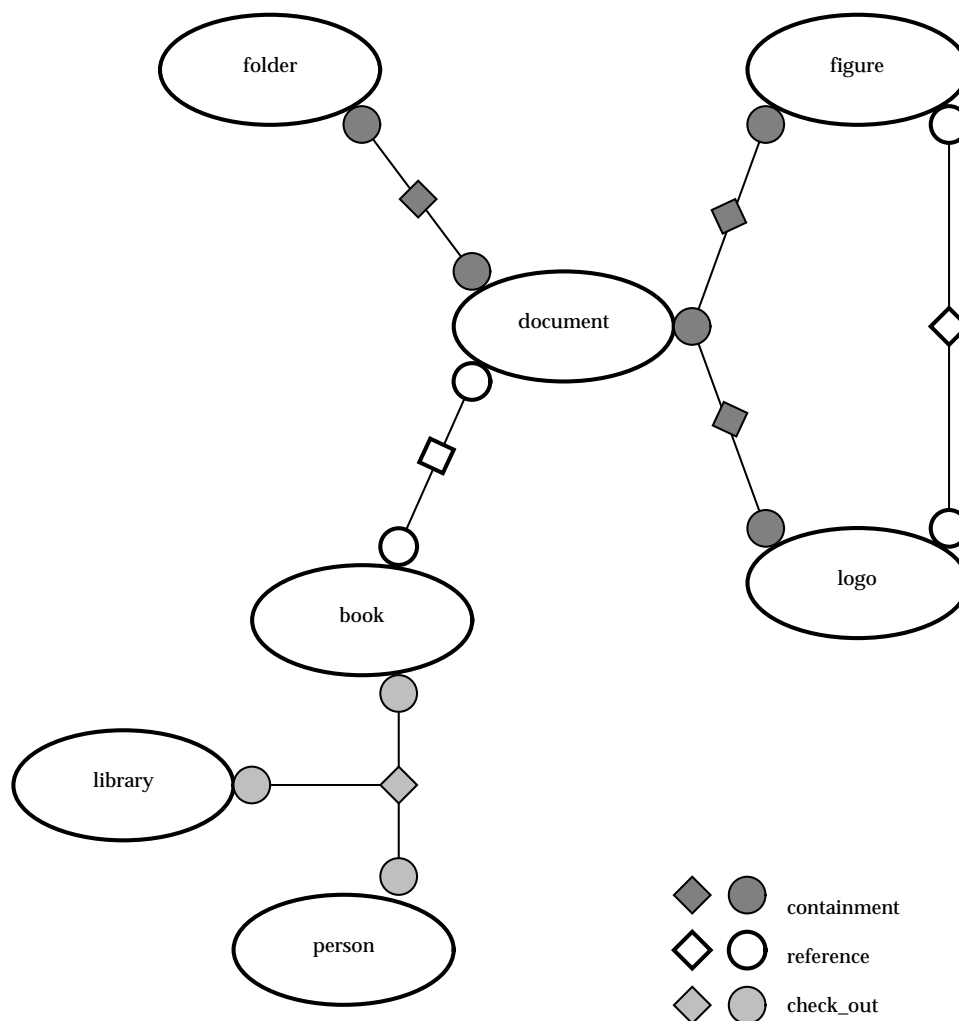 folder
figure
document
logo
book
library
person
containment
reference
check_out